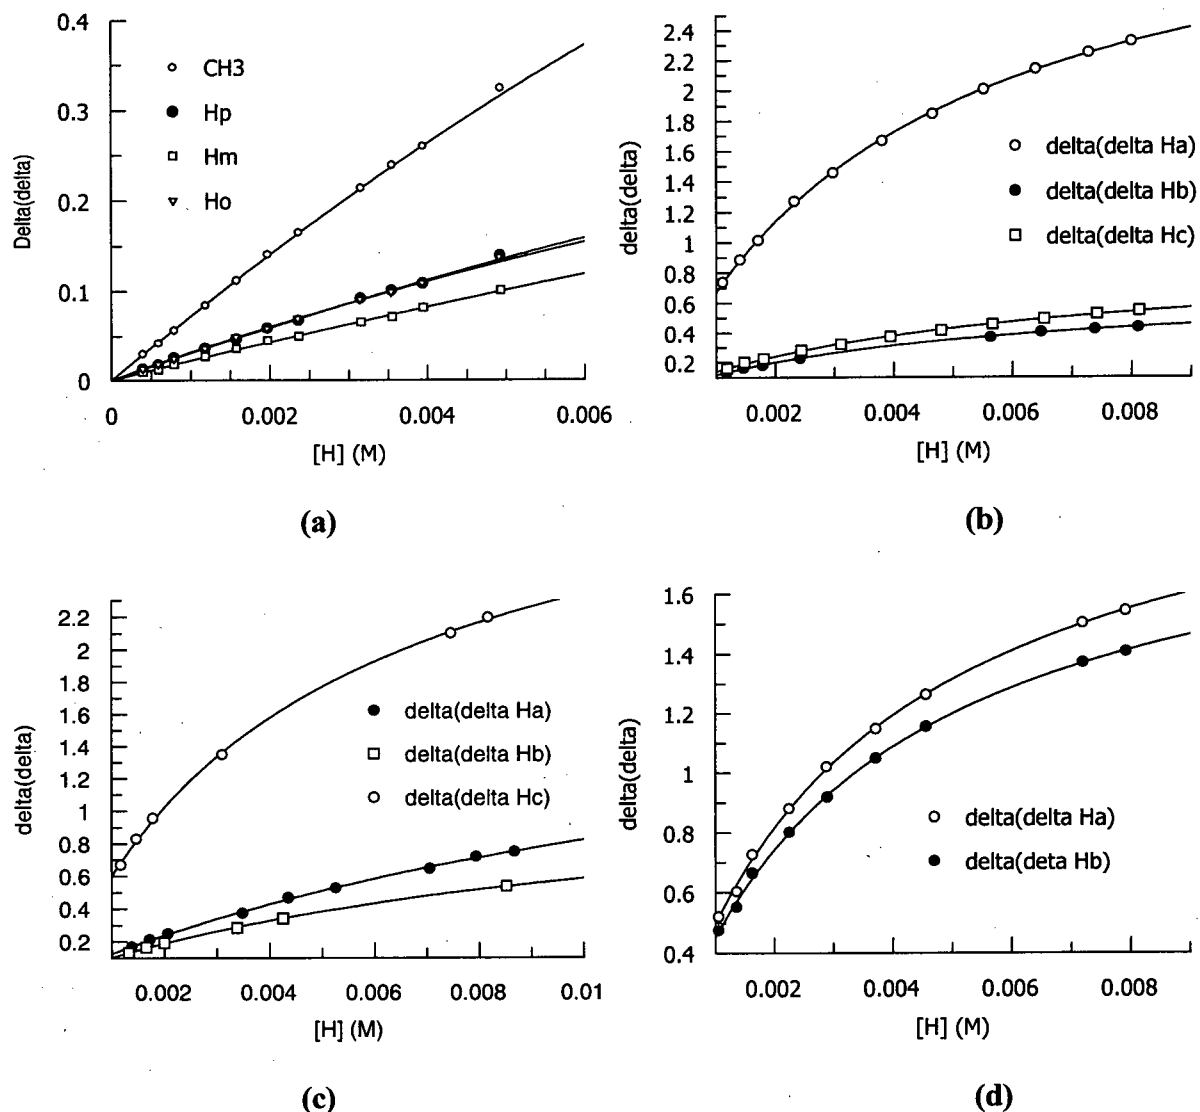 0.4
0.3
0.2
0.1
0
Delta(delta)
CH3
Hp
Hm
Ho
0 0.002 0.004 0.006
[H] (M)
(a)
2.4
2.2
2
1.8
1.6
1.4
1.2
1
0.8
0.6
0.4
0.2
delta(delta)
delta(delta Ha)
delta(delta Hb)
delta(delta Hc)
0.002 0.004 0.006 0.008
[H] (M)
(b)
2.2
2
1.8
1.6
1.4
1.2
1
0.8
0.6
0.4
0.2
delta(delta)
delta(delta Ha)
delta(delta Hb)
delta(delta Hc)
0.002 0.004 0.006 0.008 0.01
[H] (M)
(c)
1.6
1.4
1.2
1
0.8
0.6
0.4
delta(delta)
delta(delta Ha)
delta(deta Hb)
0.002 0.004 0.006 0.008
[H] (M)
(d)